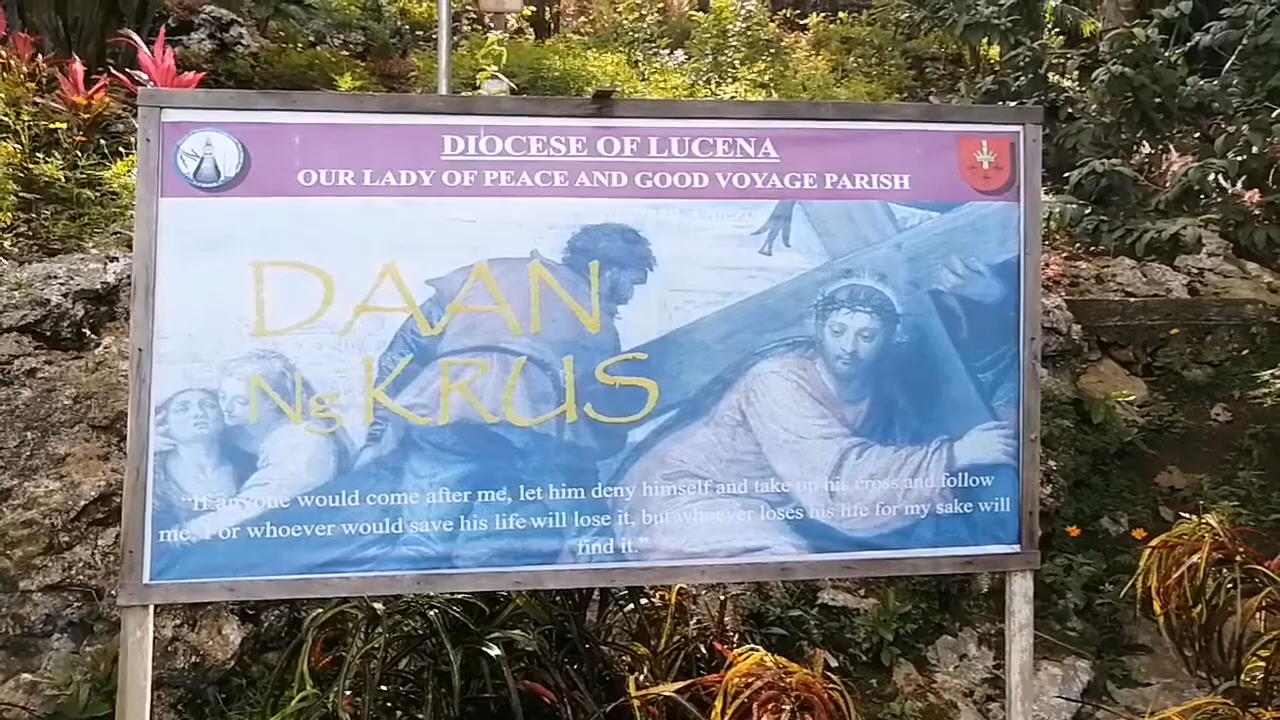 DIOCESE OF LUCENA
OUR LADY OF PEACE AND GOOD VOYAGE PARISH
DAAN
Ng KRUS
“If anyone would come after me, let him deny himself and take up his cross and follow
me. For whoever would save his life will lose it, but whoever loses his life for my sake will
find it.”